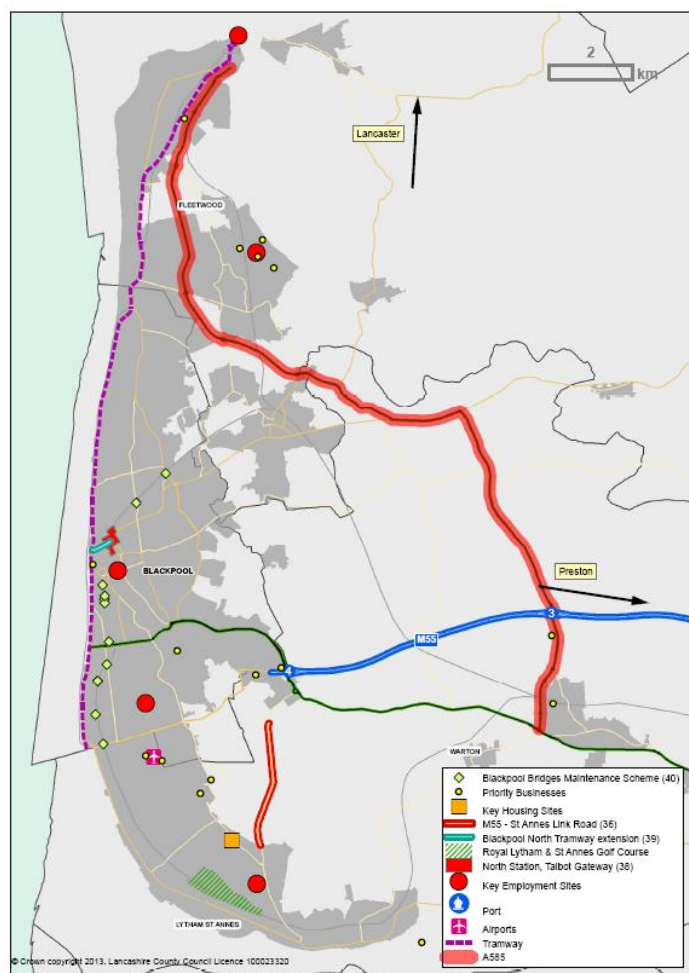 2
km
Lancaster
FLEETWOOD
BLACKPOOL
Preston
3
M55
4
WARTON
LYTHAM ST ANNES
Blackpool Bridges Maintenance Scheme (40)
Priority Businesses
Key Housing Sites
M55 - St Annes Link Road (36)
Blackpool North Tramway extension (39)
Royal Lytham & St Annes Golf Course
North Station, Talbot Gateway (38)
Key Employment Sites
Port
Airports
Tramway
A585
© Crown copyright 2013. Lancashire County Council Licence 100023320